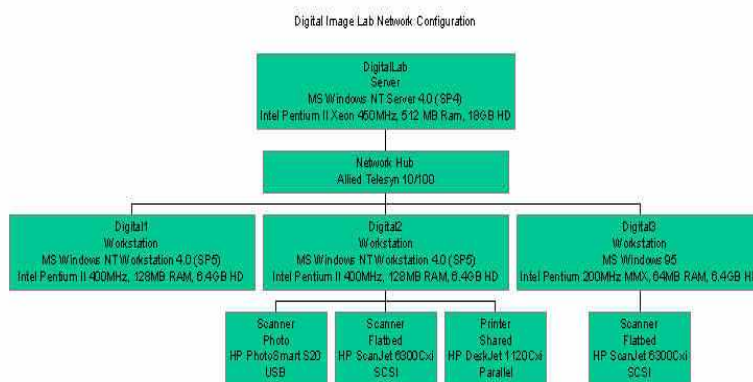 Digital Image Lab Network Configuration
DigitalLab
Server
MS Windows NT Server 4.0 (SP4)
Intel Pentium II Xeon 450MHz, 512 MB Ram, 18GB HD
Network Hub
Allied Telesyn 10/100
Digital1
Workstation
MS Windows NT Workstation 4.0 (SP5)
Intel Pentium II 400MHz, 128MB RAM, 6.4GB HD
Digital2
Workstation
MS Windows NT Workstation 4.0 (SP5)
Intel Pentium II 400MHz, 128MB RAM, 6.4GB HD
Digital3
Workstation
MS Windows 95
Intel Pentium 200MHz MMX, 64MB RAM, 6.4GB HD
Scanner
Photo
HP PhotoSmart S20
USB
Scanner
Flatbed
HP ScanJet 6300Cxi
SCSI
Printer
Shared
HP DeskJet 1120Cxi
Parallel
Scanner
Flatbed
HP ScanJet 6300Cxi
SCSI